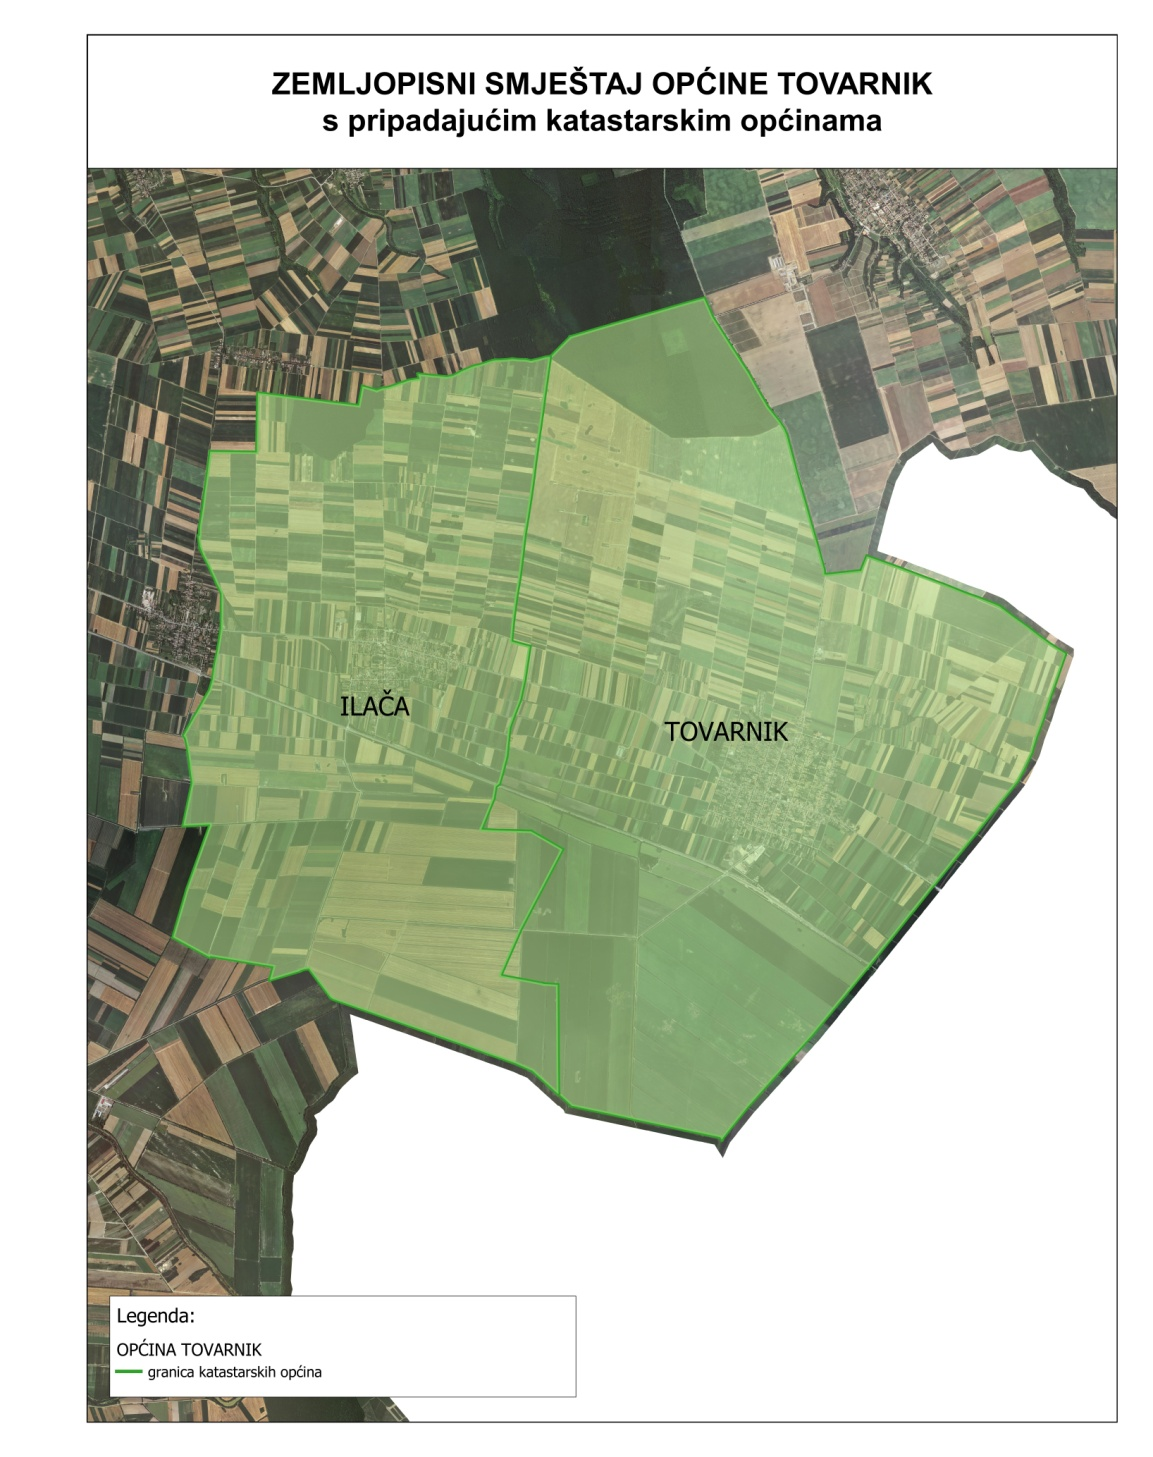 ZEMLJOPISNI SMJEŠTAJ OPĆINE TOVARNIK
s pripadajućim katastarskim općinama
ILAČA
TOVARNIK
Legenda:
OPĆINA TOVARNIK
granica katastarskih općina